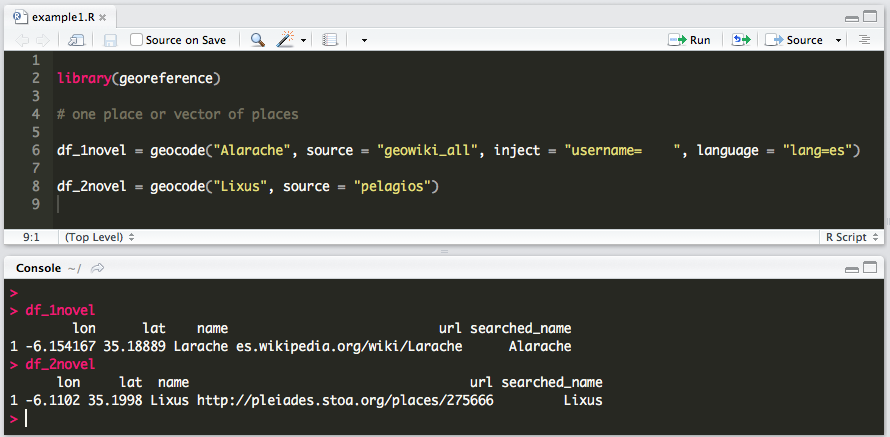 example1.R
Source on Save
Run
Source
1
2 library(georeference)
3
4 # one place or vector of places
5
6 df_1novel = geocode("Alarache", source = "geowiki_all", inject = "username=    ", language = "lang=es")
7
8 df_2novel = geocode("Lixus", source = "pelagios")
9
9:1 (Top Level) R Script
Console ~/
>
> df_1novel
lon lat name url searched_name
1 -6.154167 35.18889 Larache es.wikipedia.org/wiki/Larache Alarache
> df_2novel
lon lat name url searched_name
1 -6.1102 35.1998 Lixus http://pleiades.stoa.org/places/275666 Lixus
>